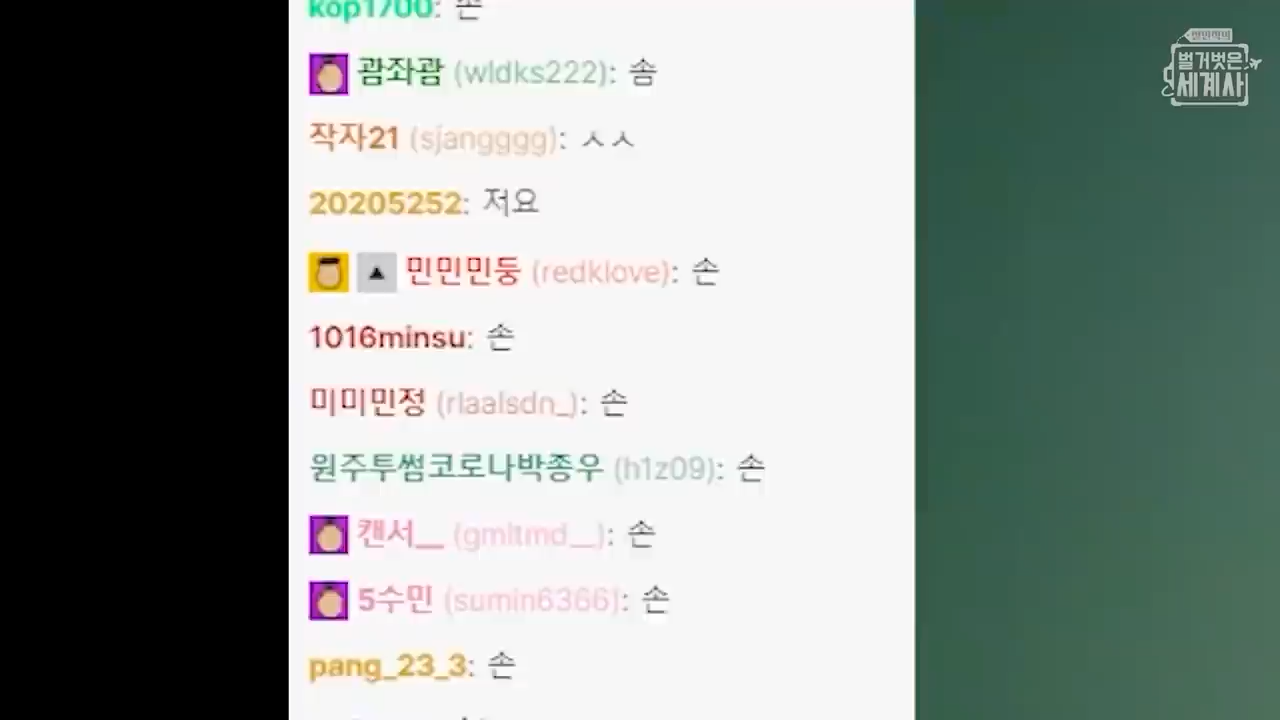 kop1700: 손
괌좌괌 (wldks222): 솜
작자21 (sjangggg): ㅅㅅ
20205252: 저요
민민민둥 (redklove): 손
1016minsu: 손
미미민정 (rlaalsdn_): 손
원주투썸코로나박종우 (h1z09): 손
캔서__ (gmltmd__): 손
5수민 (sumin6366): 손
pang_23_3: 손
벌거벗은
세계사